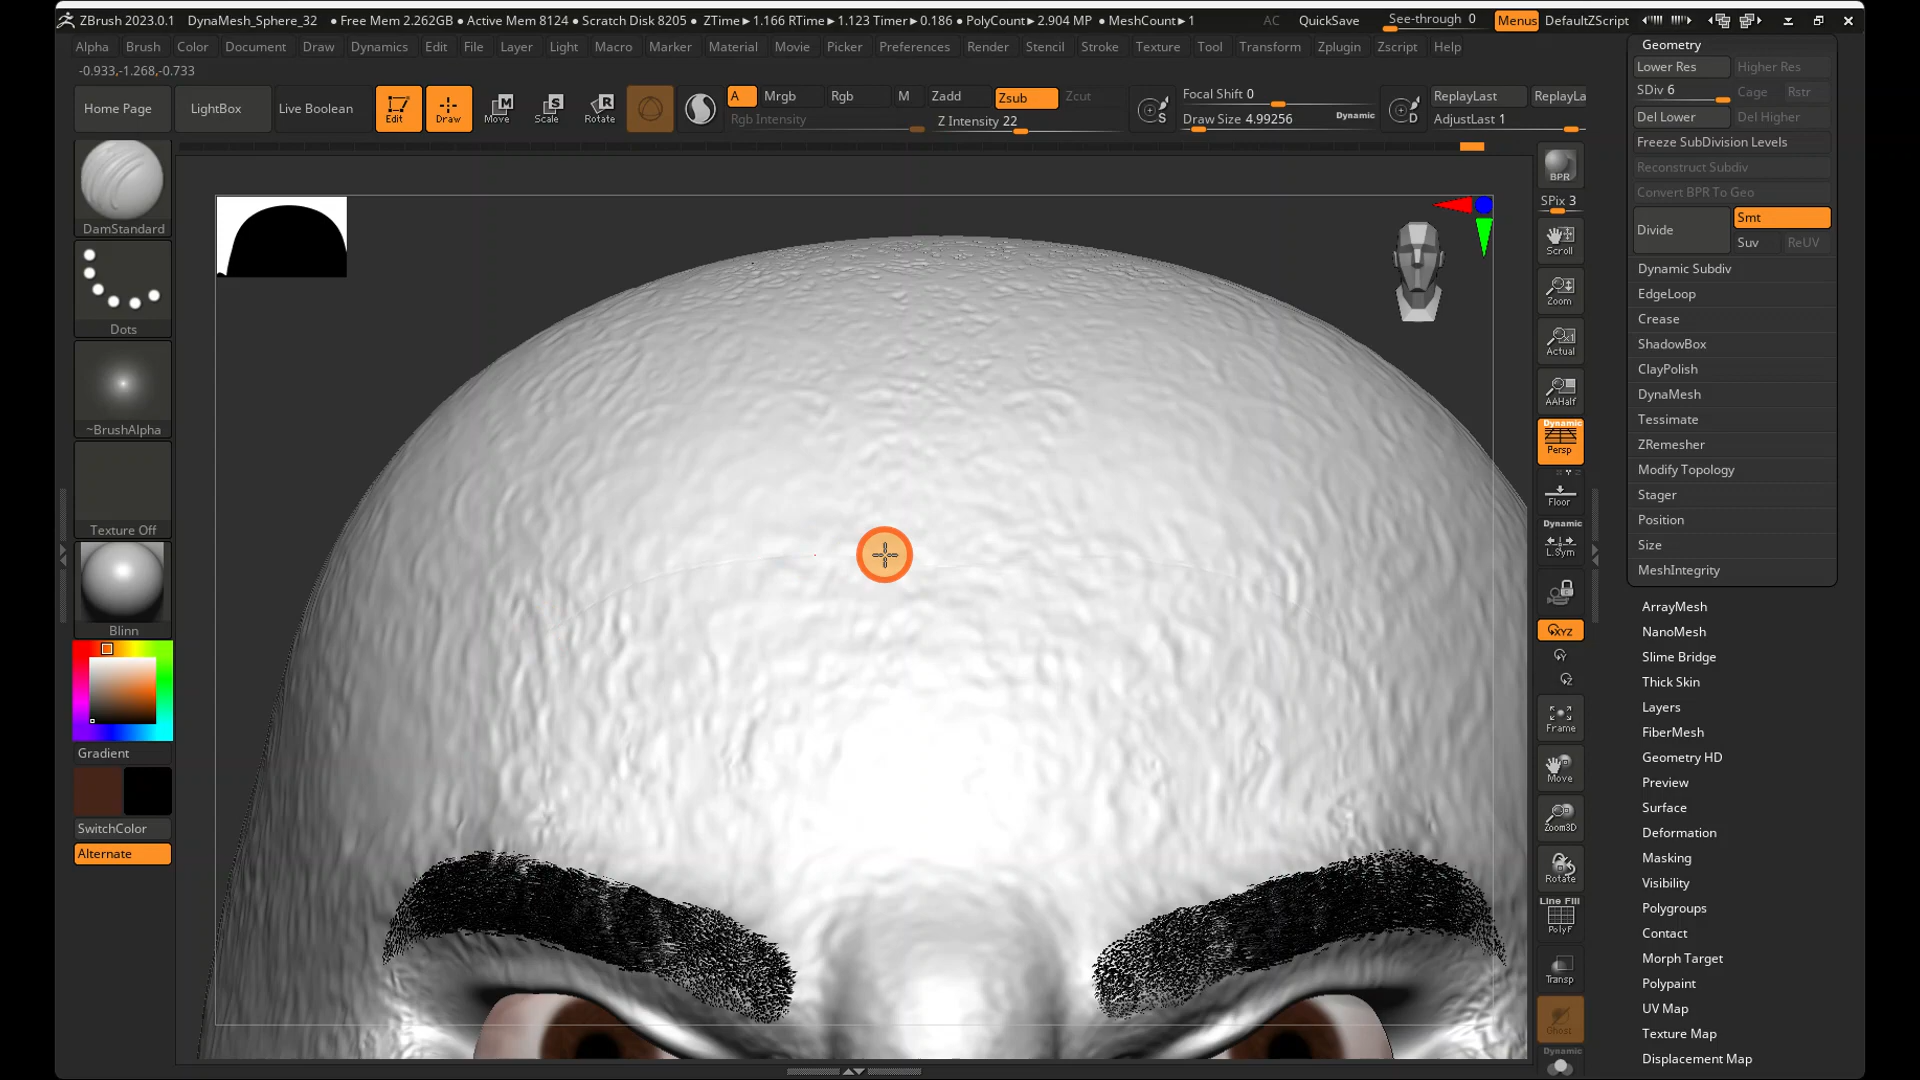 ZBrush 2023.0.1 DynaMesh_Sphere_32 ● Free Mem 2.262GB ● Active Mem 8124 ● Scratch Disk 8205 ● ZTime▸1.166 RTime▸1.123 Timer▸0.186 ● PolyCount▸2.904 MP ● MeshCount▸1 AC QuickSave See-through 0 Menus DefaultZScript
Alpha Brush Color Document Draw Dynamics Edit File Layer Light Macro Marker Material Movie Picker Preferences Render Stencil Stroke Texture Tool Transform Zplugin Zscript Help
-0.933,-1.268,-0.733
Home Page LightBox Live Boolean Edit Draw Move Scale Rotate
A Mrgb Rgb M Zadd Zsub Zcut
Rgb Intensity Z Intensity 22
Focal Shift 0
Draw Size 4.99256 Dynamic
S D
ReplayLast ReplayLa
AdjustLast 1
DamStandard
Dots
~BrushAlpha
Texture Off
Blinn
Gradient
SwitchColor
Alternate
BPR
SPix 3
Scroll
Zoom
Actual
AAHalf
Dynamic
Persp
Floor
Dynamic
L.Sym
XYZ
Y
Z
Frame
Move
Zoom3D
Rotate
Line Fill
PolyF
Transp
Ghost
Dynamic
Geometry
Lower Res Higher Res
SDiv 6 Cage Rstr
Del Lower Del Higher
Freeze SubDivision Levels
Reconstruct Subdiv
Convert BPR To Geo
Divide Smt
Suv ReUV
Dynamic Subdiv
EdgeLoop
Crease
ShadowBox
ClayPolish
DynaMesh
Tessimate
ZRemesher
Modify Topology
Stager
Position
Size
MeshIntegrity
ArrayMesh
NanoMesh
Slime Bridge
Thick Skin
Layers
FiberMesh
Geometry HD
Preview
Surface
Deformation
Masking
Visibility
Polygroups
Contact
Morph Target
Polypaint
UV Map
Texture Map
Displacement Map